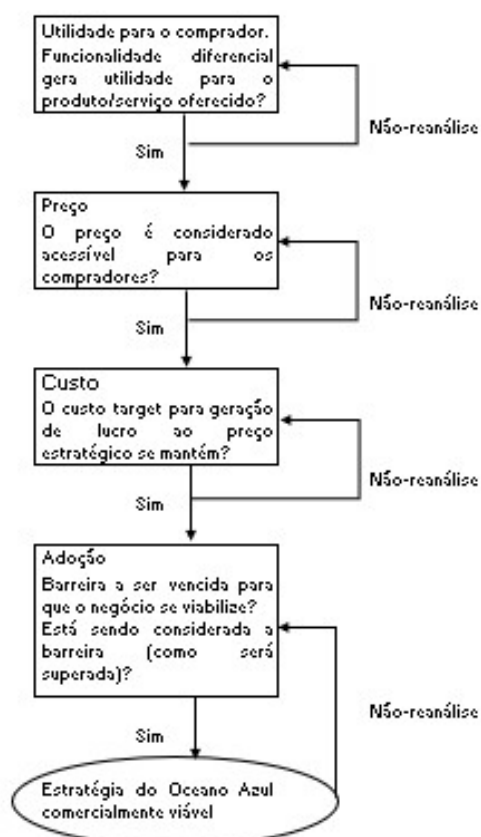 Utilidade para o comprador.
Funcionalidade diferencial
gera utilidade para o
produto/serviço oferecido?
Não-reanálise
Sim
Preço
O preço é considerado
acessível para os
compradores?
Não-reanálise
Sim
Custo
O custo target para geração
de lucro ao preço
estratégico se mantém?
Não-reanálise
Sim
Adoção
Barreira a ser vencida para
que o negócio se viabilize?
Está sendo considerada a
barreira (como será
superada)?
Não-reanálise
Sim
Estratégia do Oceano Azul
comercialmente viável